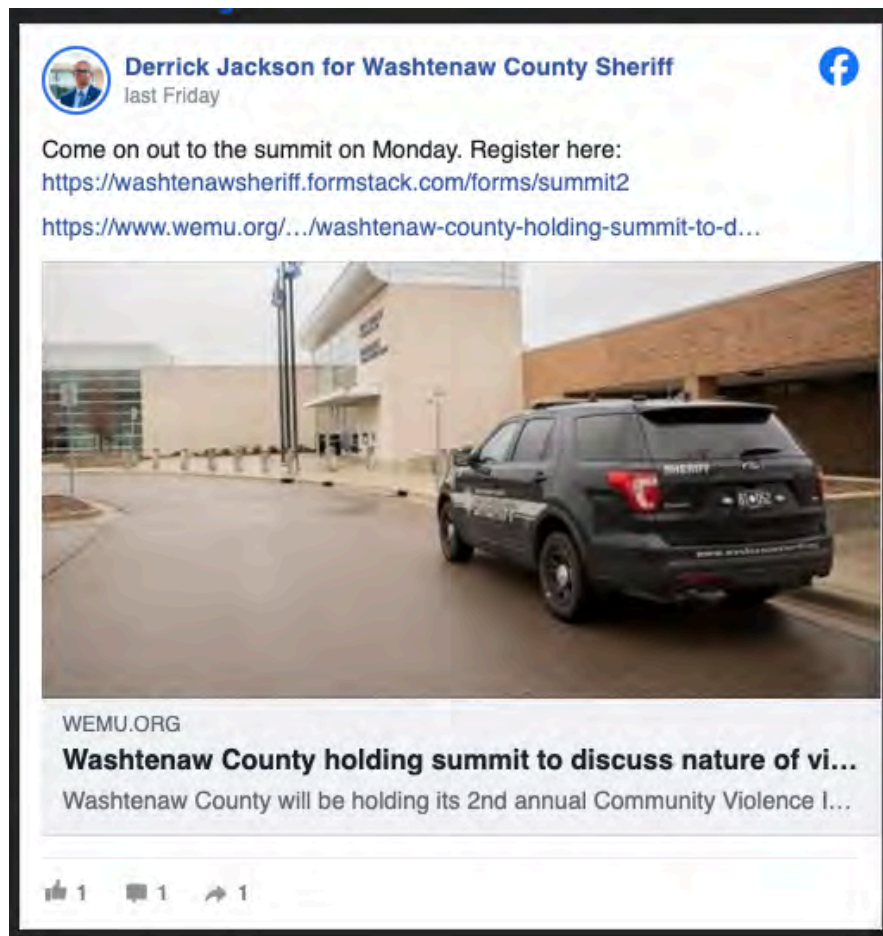 Derrick Jackson for Washtenaw County Sheriff
last Friday
Come on out to the summit on Monday. Register here:
https://washtenawsheriff.formstack.com/forms/summit2
https://www.wemu.org/…/washtenaw-county-holding-summit-to-d…
SHERIFF
SHERIFF
WEMU.ORG
Washtenaw County holding summit to discuss nature of vi...
Washtenaw County will be holding its 2nd annual Community Violence I...
1 1 1